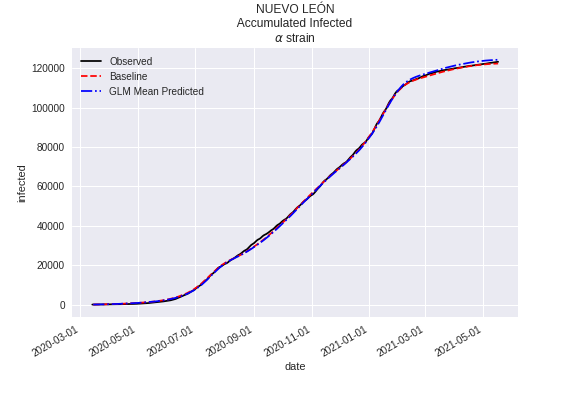 NUEVO LEÓN
Accumulated Infected
α strain
Observed
Baseline
GLM Mean Predicted
infected
120000
100000
80000
60000
40000
20000
0
2020-03-01
2020-05-01
2020-07-01
2020-09-01
2020-11-01
2021-01-01
2021-03-01
2021-05-01
date